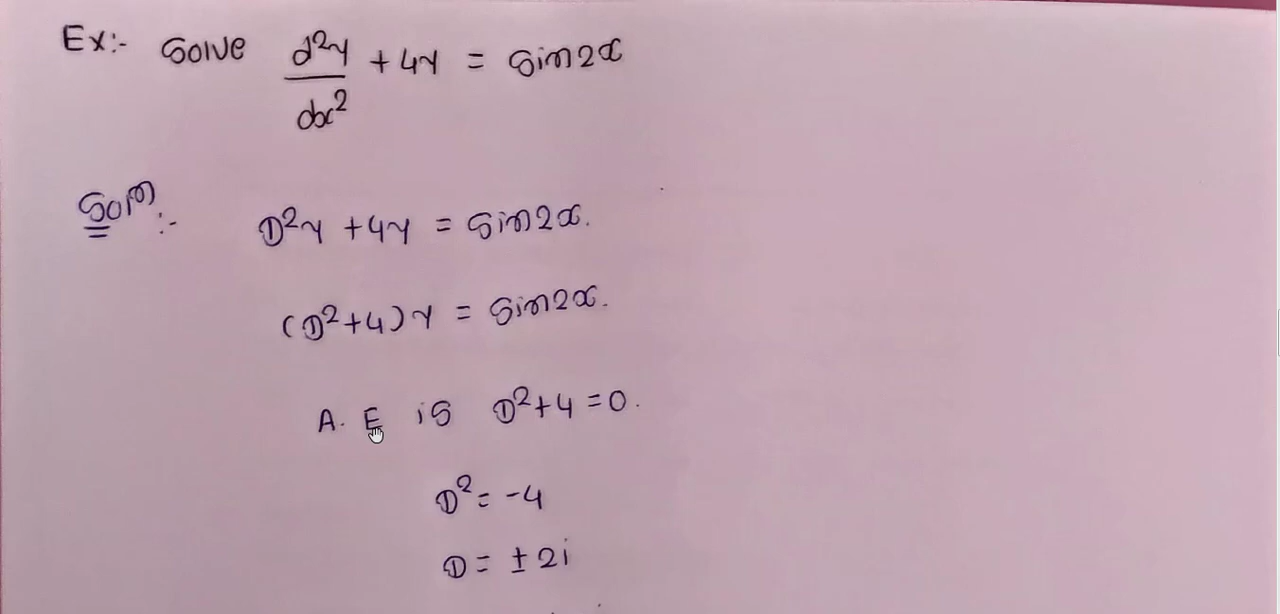 Ex:- Solve d²y/dx² + 4y = sin2x
Soln:-
D²y + 4y = sin2x.
(D²+4)y = sin2x.
A. E is D²+4 = 0.
D² = -4
D = ± 2i